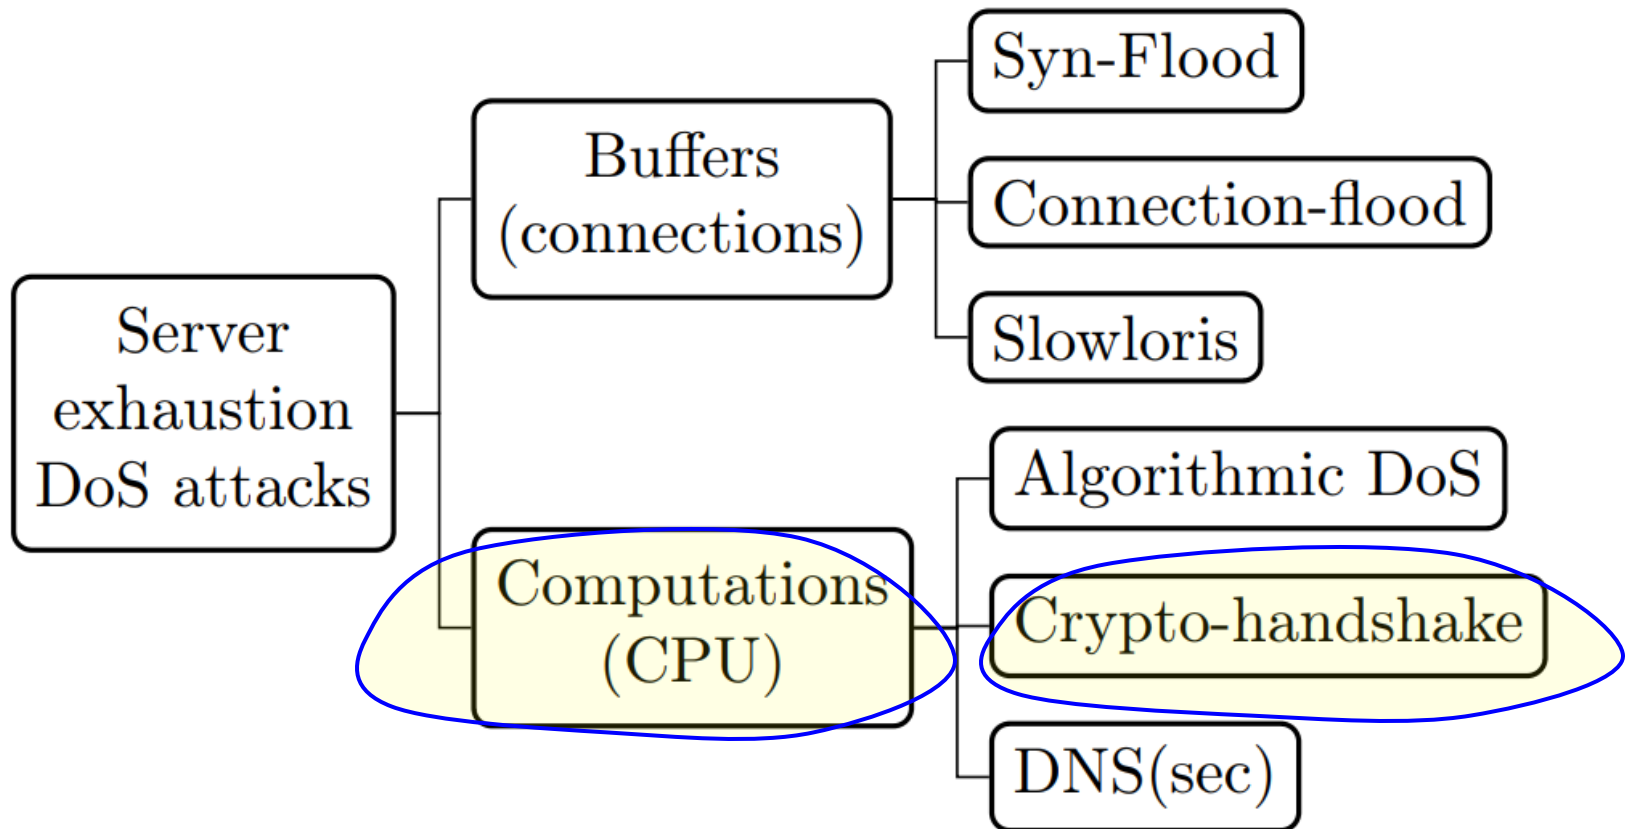 Server
exhaustion
DoS attacks
Buffers
(connections)
Syn-Flood
Connection-flood
Slowloris
Computations
(CPU)
Algorithmic DoS
Crypto-handshake
DNS(sec)